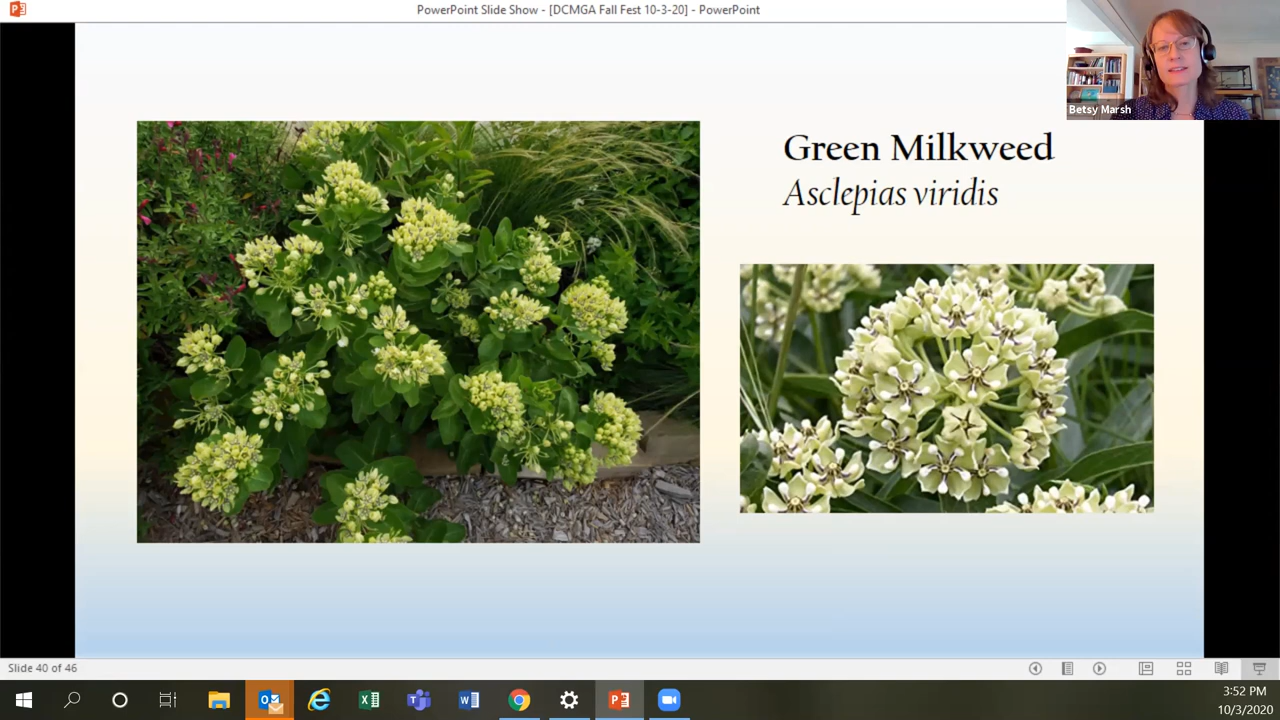 PowerPoint Slide Show - [DCMGA Fall Fest 10-3-20] - PowerPoint
Betsy Marsh
Green Milkweed
Asclepias viridis
Slide 40 of 46
3:52 PM
10/3/2020